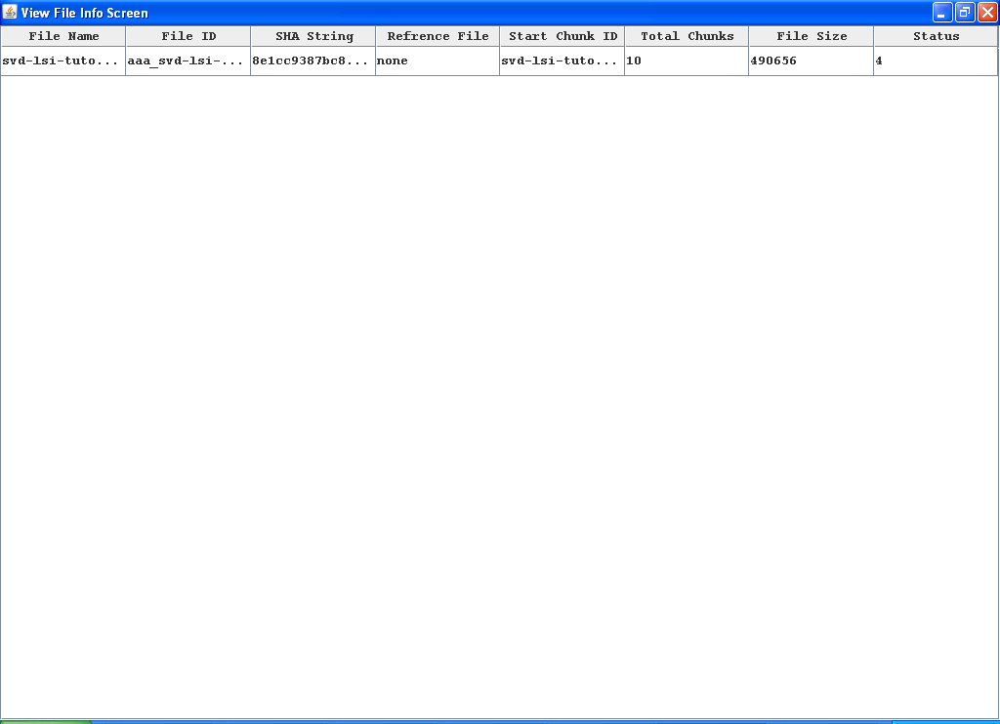 View File Info Screen
File Name File ID SHA String Refrence File Start Chunk ID Total Chunks File Size Status
svd-lsi-tuto... aaa_svd-lsi-... 8e1cc9387bc8... none svd-lsi-tuto... 10 490656 4